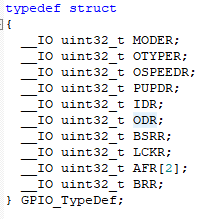 typedef struct
{
  __IO uint32_t MODER;
  __IO uint32_t OTYPER;
  __IO uint32_t OSPEEDR;
  __IO uint32_t PUPDR;
  __IO uint32_t IDR;
  __IO uint32_t ODR;
  __IO uint32_t BSRR;
  __IO uint32_t LCKR;
  __IO uint32_t AFR[2];
  __IO uint32_t BRR;
} GPIO_TypeDef;